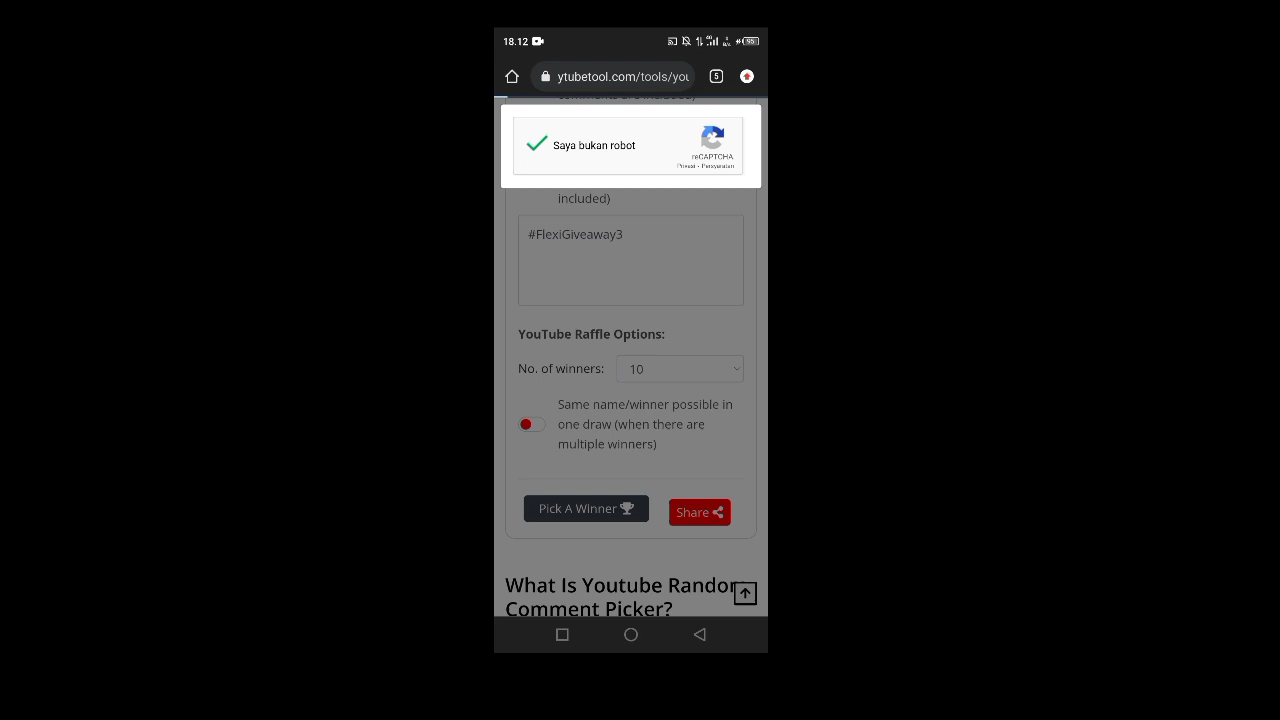 18.12
95
ytubetool.com/tools/you
5
Saya bukan robot
reCAPTCHA
Privasi - Persyaratan
included)
#FlexiGiveaway3
YouTube Raffle Options:
No. of winners:
10
Same name/winner possible in
one draw (when there are
multiple winners)
Pick A Winner
Share
What Is Youtube Random
Comment Picker?